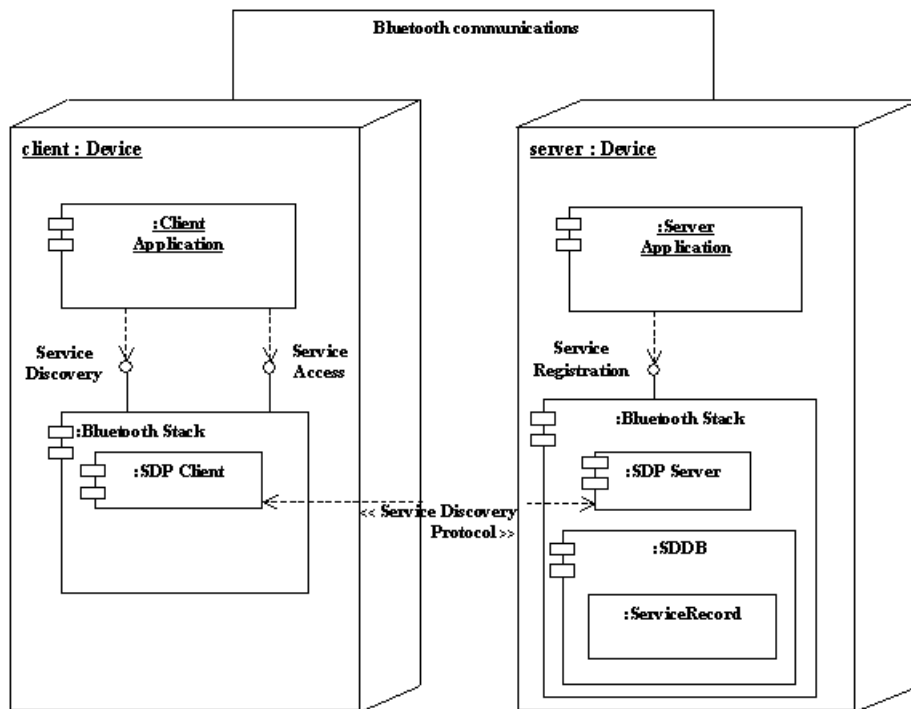 Bluetooth communications
client : Device
:Client
Application
Service
Discovery
Service
Access
:Bluetooth Stack
:SDP Client
<< Service Discovery
Protocol >>
server : Device
:Server
Application
Service
Registration
:Bluetooth Stack
:SDP Server
:SDDB
:ServiceRecord